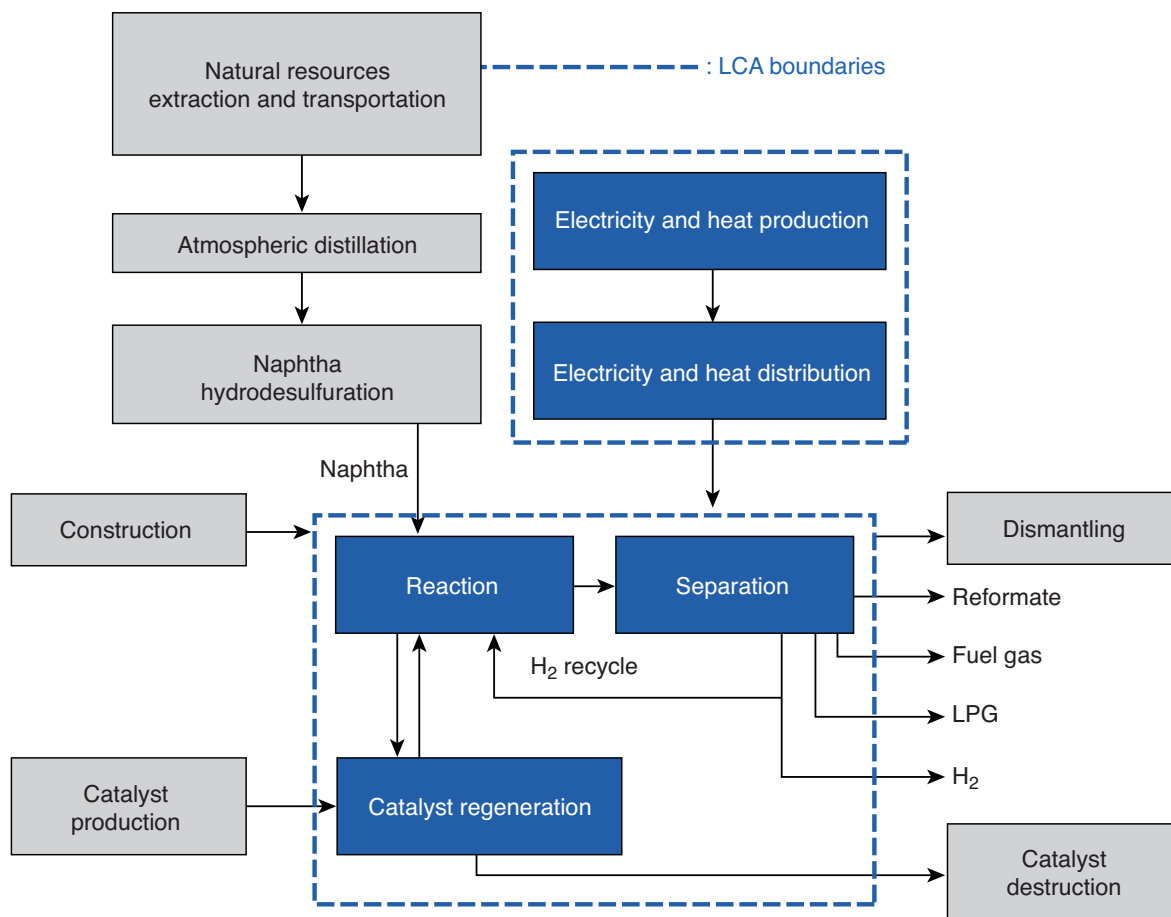 Natural resources
extraction and transportation
: LCA boundaries
Electricity and heat production
Atmospheric distillation
Electricity and heat distribution
Naphtha
hydrodesulfuration
Naphtha
Construction
Dismantling
Reaction
Separation
Reformate
Fuel gas
H₂ recycle
LPG
H₂
Catalyst
production
Catalyst regeneration
Catalyst
destruction